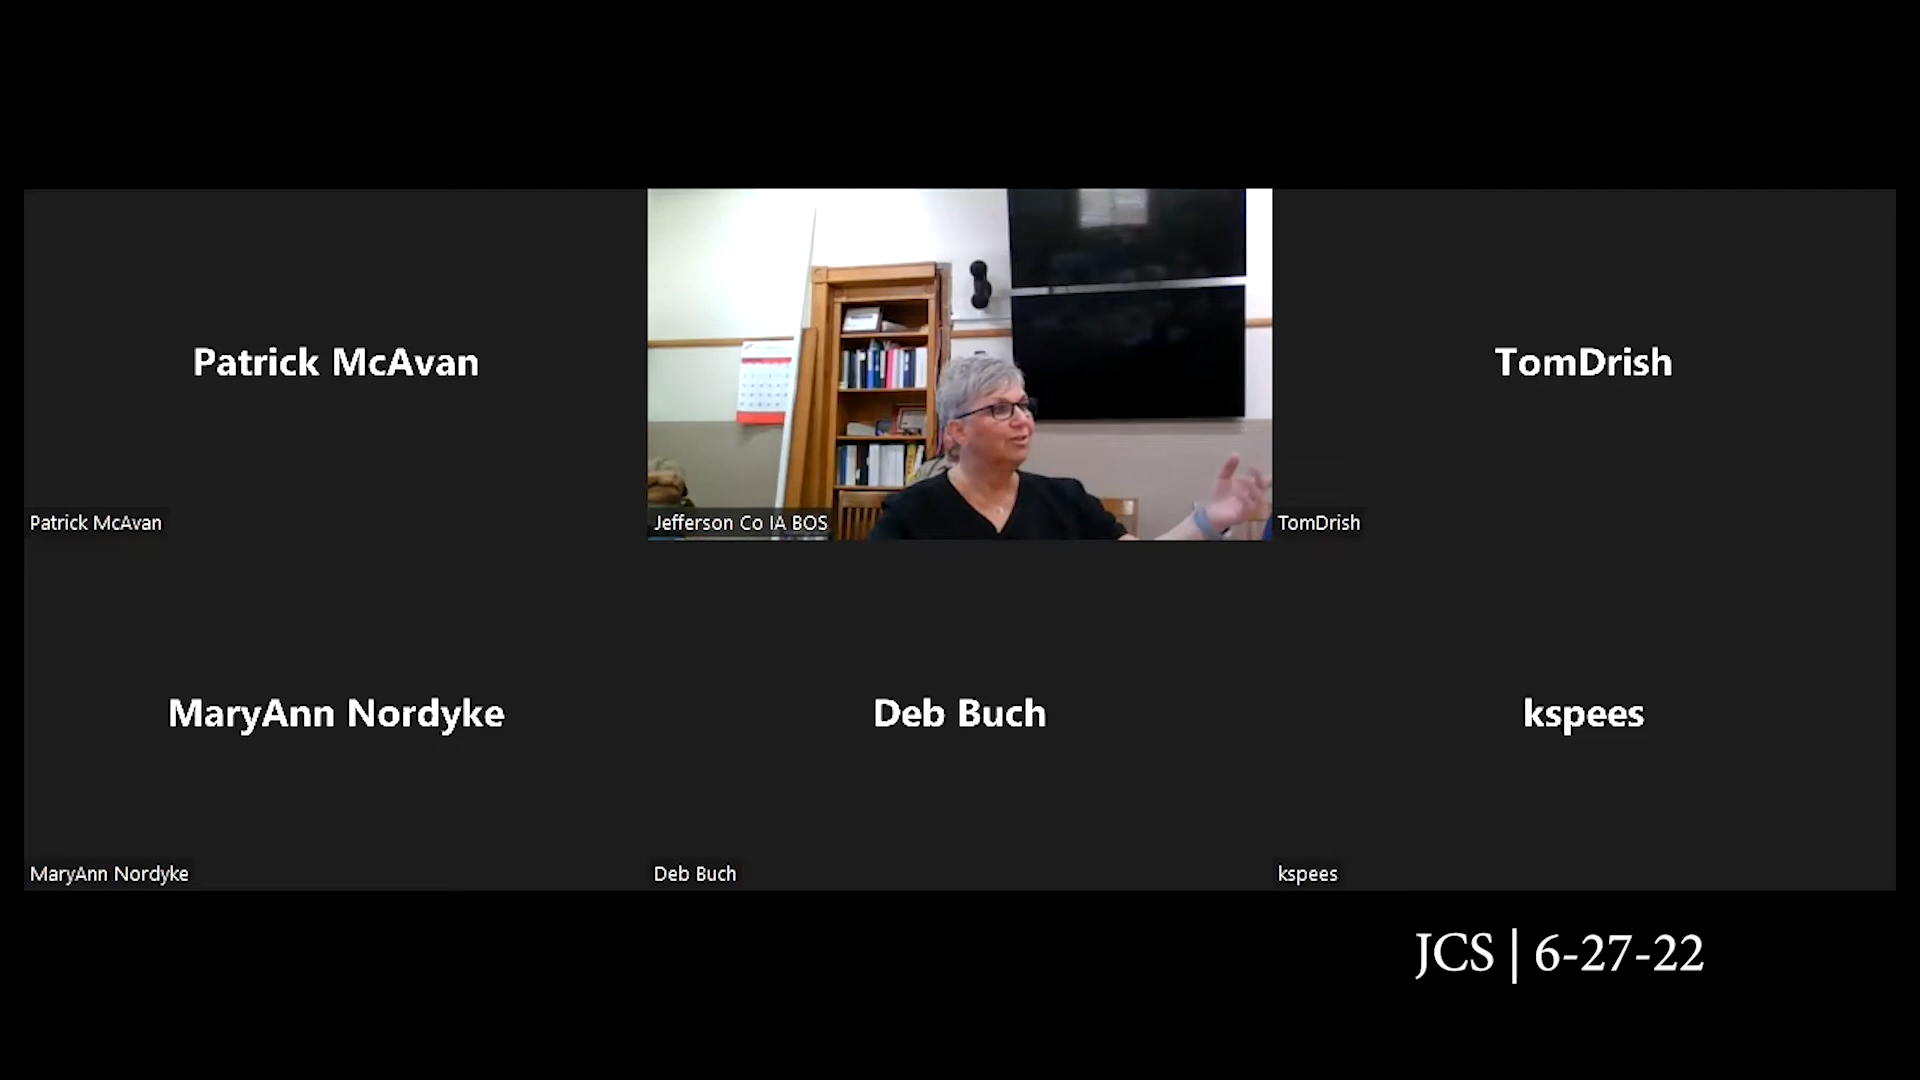 Patrick McAvan
TomDrish
Patrick McAvan
Jefferson Co IA BOS
TomDrish
MaryAnn Nordyke
Deb Buch
kspees
MaryAnn Nordyke
Deb Buch
kspees
JCS | 6-27-22